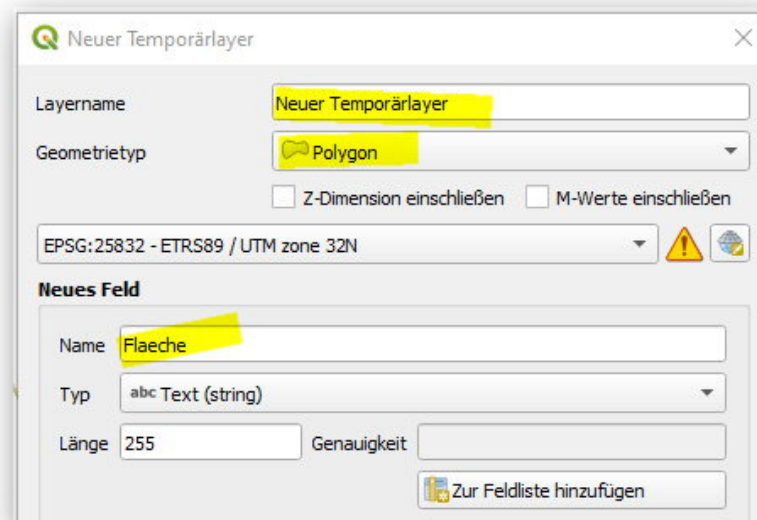 Neuer Temporärlayer
Layername Neuer Temporärlayer
Geometrietyp Polygon
Z-Dimension einschließen M-Werte einschließen
EPSG:25832 - ETRS89 / UTM zone 32N
Neues Feld
Name Flaeche
Typ abc Text (string)
Länge 255 Genauigkeit
Zur Feldliste hinzufügen